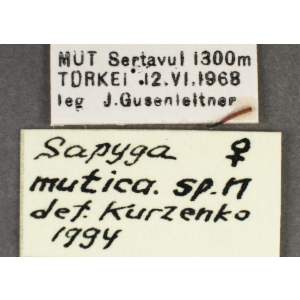 MUT Sertavul 1300m
TÜRKEI 12.VI.1968
leg J.Gusenleitner
Sapyga ♀
mutica. sp.n
det. Kurzenko
1994